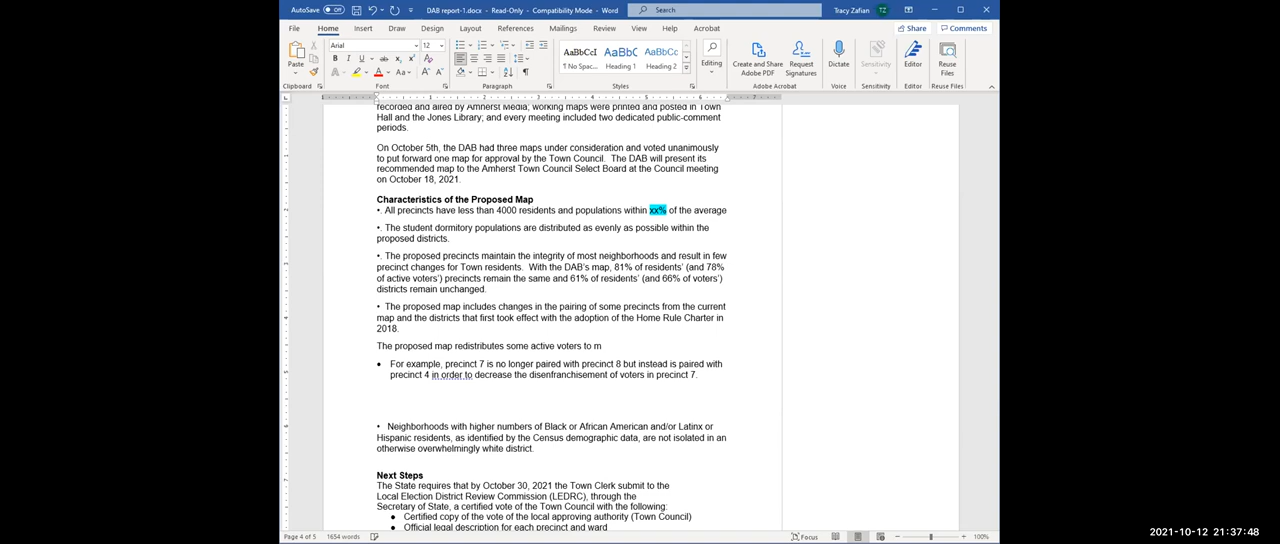 AutoSave Off DAB report-1.docx - Read-Only - Compatibility Mode - Word Search Tracy Zafian TZ
File Home Insert Draw Design Layout References Mailings Review View Help Acrobat Share Comments
Arial 12 AaBbCcI AaBbC AaBbCc
Paste ¶ No Spac... Heading 1 Heading 2 Editing Create and Share Adobe PDF Request Signatures Dictate Sensitivity Editor Reuse Files
Clipboard Font Paragraph Styles Adobe Acrobat Voice Sensitivity Editor Reuse Files
recorded and aired by Amherst Media; working maps were printed and posted in Town
Hall and the Jones Library; and every meeting included two dedicated public-comment
periods.
On October 5th, the DAB had three maps under consideration and voted unanimously
to put forward one map for approval by the Town Council. The DAB will present its
recommended map to the Amherst Town Council Select Board at the Council meeting
on October 18, 2021.
Characteristics of the Proposed Map
•. All precincts have less than 4000 residents and populations within xx% of the average
•. The student dormitory populations are distributed as evenly as possible within the
proposed districts.
•. The proposed precincts maintain the integrity of most neighborhoods and result in few
precinct changes for Town residents. With the DAB's map, 81% of residents' (and 78%
of active voters') precincts remain the same and 61% of residents' (and 66% of voters')
districts remain unchanged.
• The proposed map includes changes in the pairing of some precincts from the current
map and the districts that first took effect with the adoption of the Home Rule Charter in
2018.
The proposed map redistributes some active voters to m
• For example, precinct 7 is no longer paired with precinct 8 but instead is paired with
precinct 4 in order to decrease the disenfranchisement of voters in precinct 7.
• Neighborhoods with higher numbers of Black or African American and/or Latinx or
Hispanic residents, as identified by the Census demographic data, are not isolated in an
otherwise overwhelmingly white district.
Next Steps
The State requires that by October 30, 2021 the Town Clerk submit to the
Local Election District Review Commission (LEDRC), through the
Secretary of State, a certified vote of the Town Council with the following:
• Certified copy of the vote of the local approving authority (Town Council)
• Official legal description for each precinct and ward
Page 4 of 5 1654 words Focus 100%
2021-10-12 21:37:48